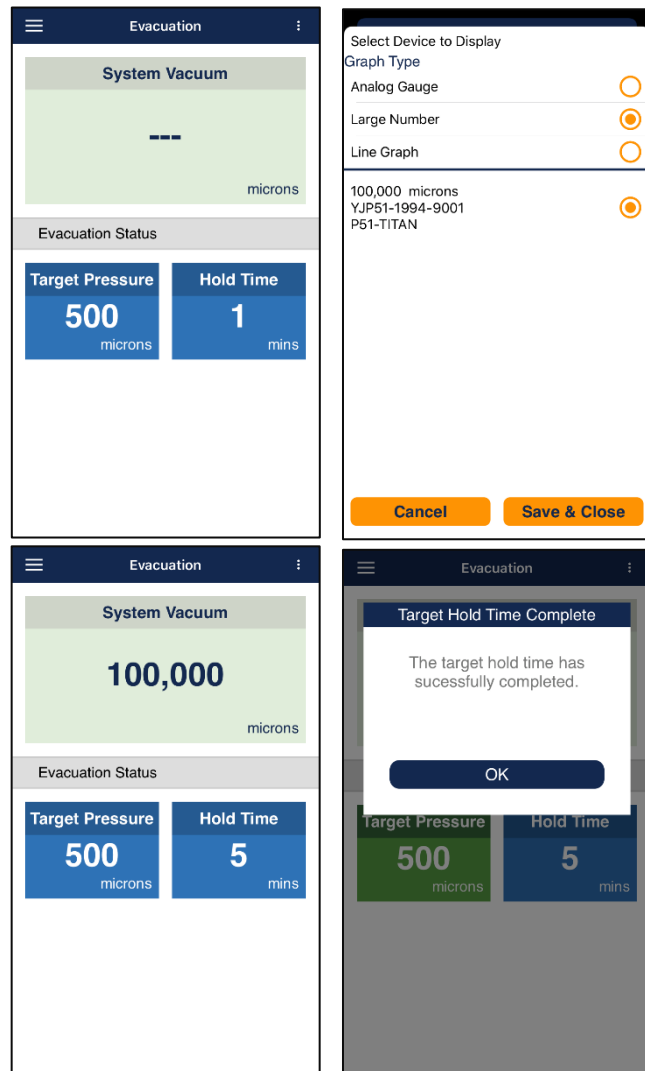 Evacuation
System Vacuum
---
microns
Evacuation Status
Target Pressure
500
microns
Hold Time
1
mins
Select Device to Display
Graph Type
Analog Gauge
Large Number
Line Graph
100,000 microns
YJP51-1994-9001
P51-TITAN
Cancel
Save & Close
Evacuation
System Vacuum
100,000
microns
Evacuation Status
Target Pressure
500
microns
Hold Time
5
mins
Evacuation
Target Hold Time Complete
The target hold time has
sucessfully completed.
OK
Target Pressure
500
microns
Hold Time
5
mins